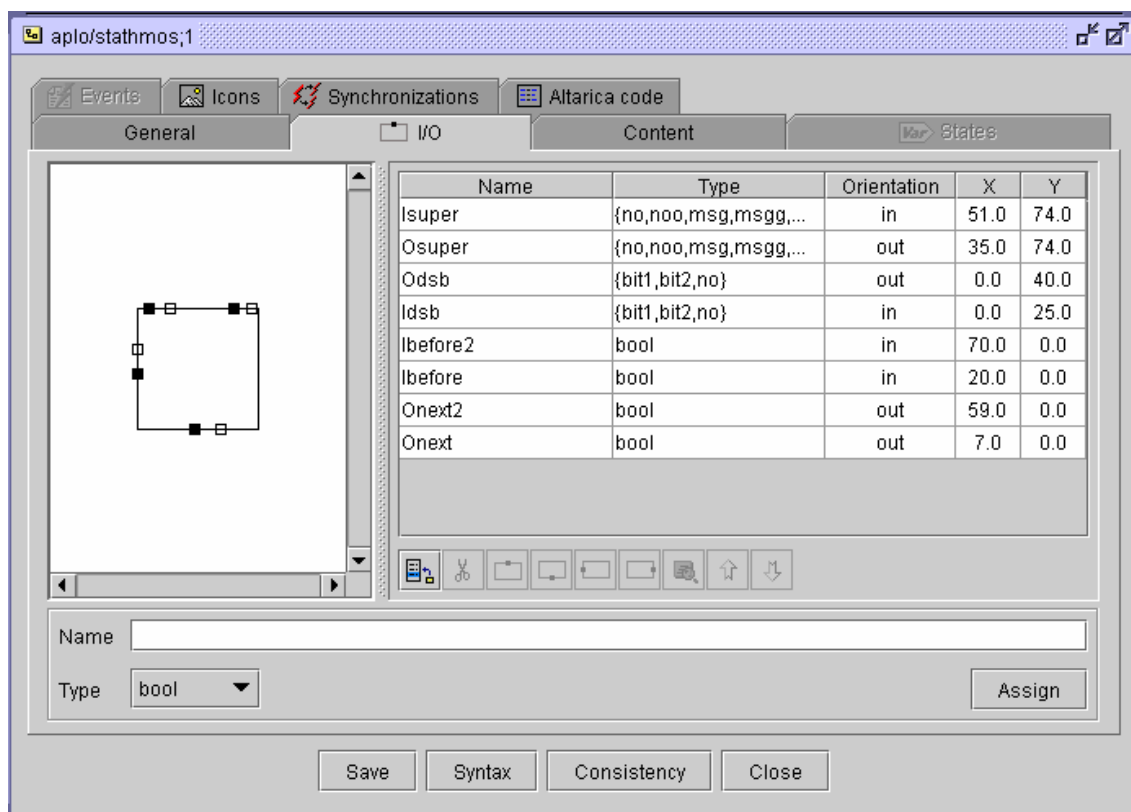 aplo/stathmos;1
Events Icons Synchronizations Altarica code
General I/O Content Var States
Name Type Orientation X Y
Isuper {no,noo,msg,msgg,... in 51.0 74.0
Osuper {no,noo,msg,msgg,... out 35.0 74.0
Odsb {bit1,bit2,no} out 0.0 40.0
Idsb {bit1,bit2,no} in 0.0 25.0
Ibefore2 bool in 70.0 0.0
Ibefore bool in 20.0 0.0
Onext2 bool out 59.0 0.0
Onext bool out 7.0 0.0
Name
Type bool Assign
Save Syntax Consistency Close